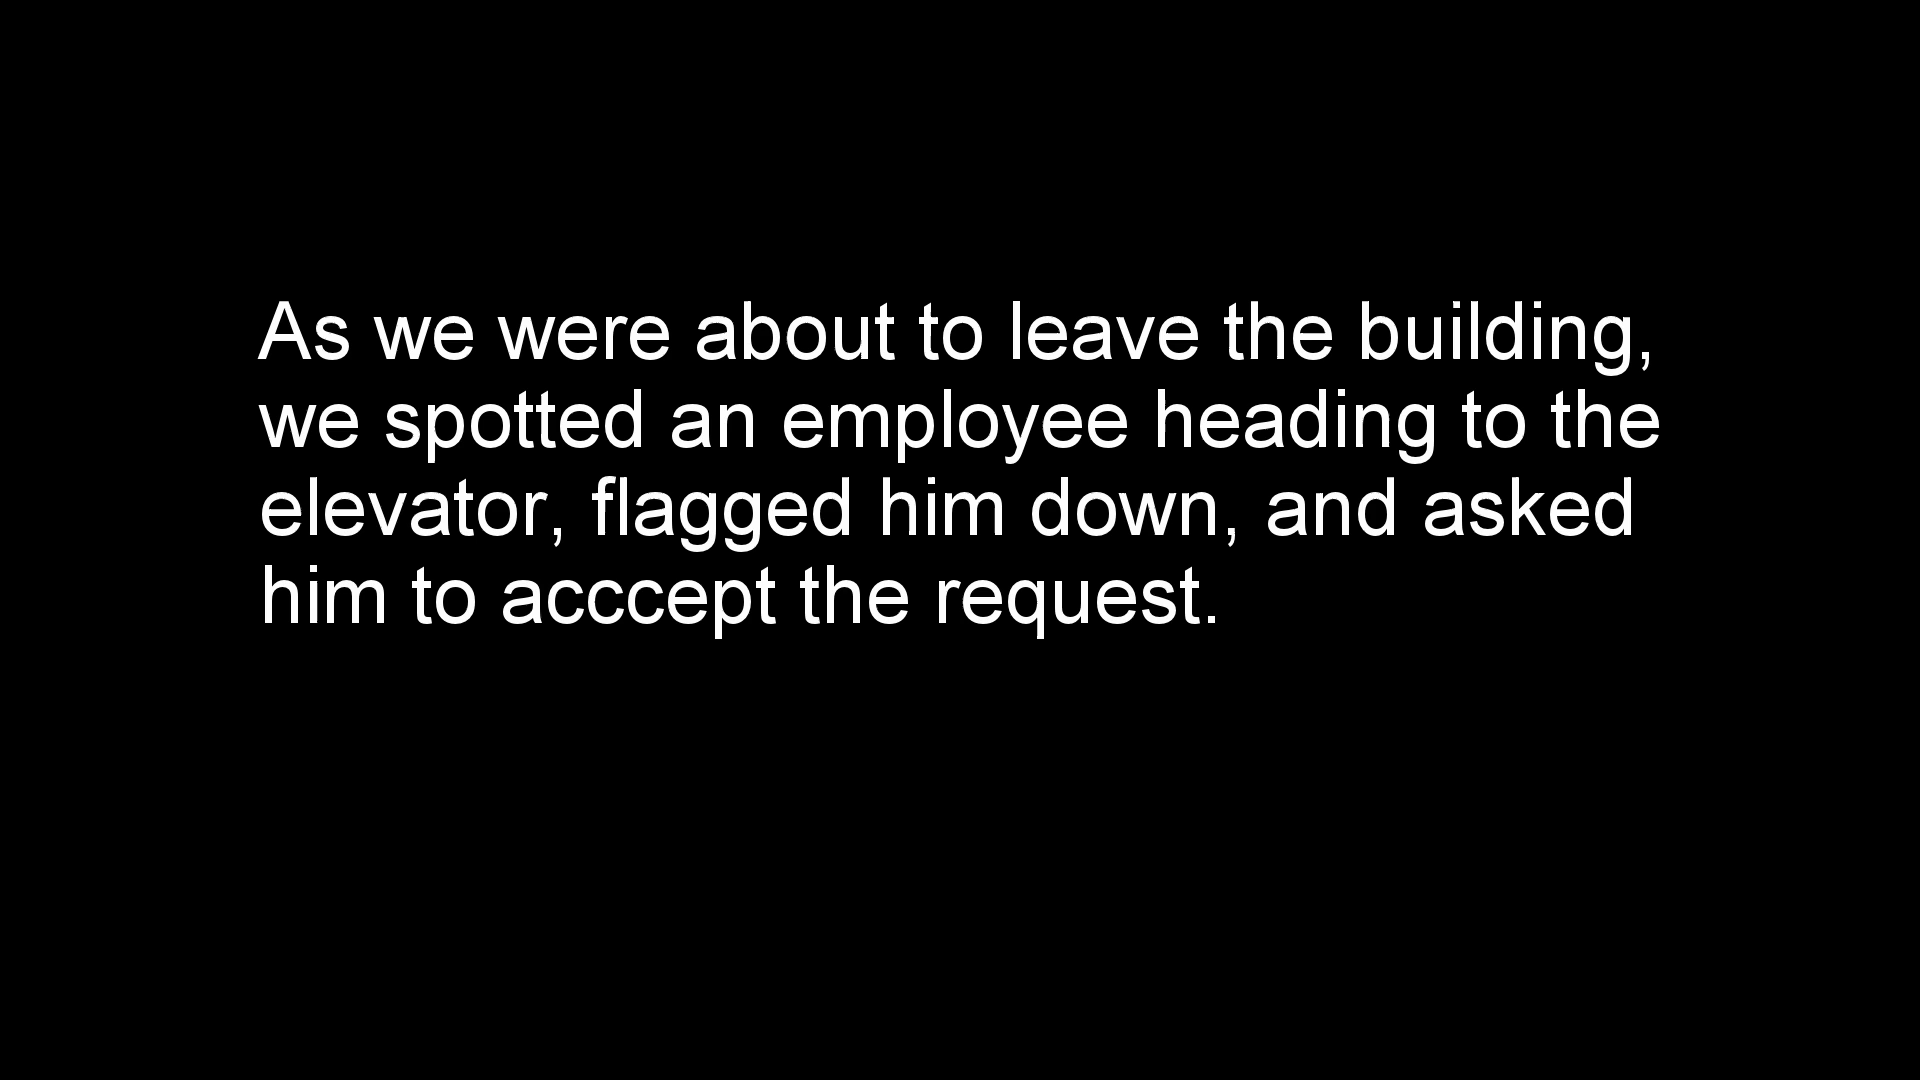 As we were about to leave the building,
we spotted an employee heading to the
elevator, flagged him down, and asked
him to acccept the request.